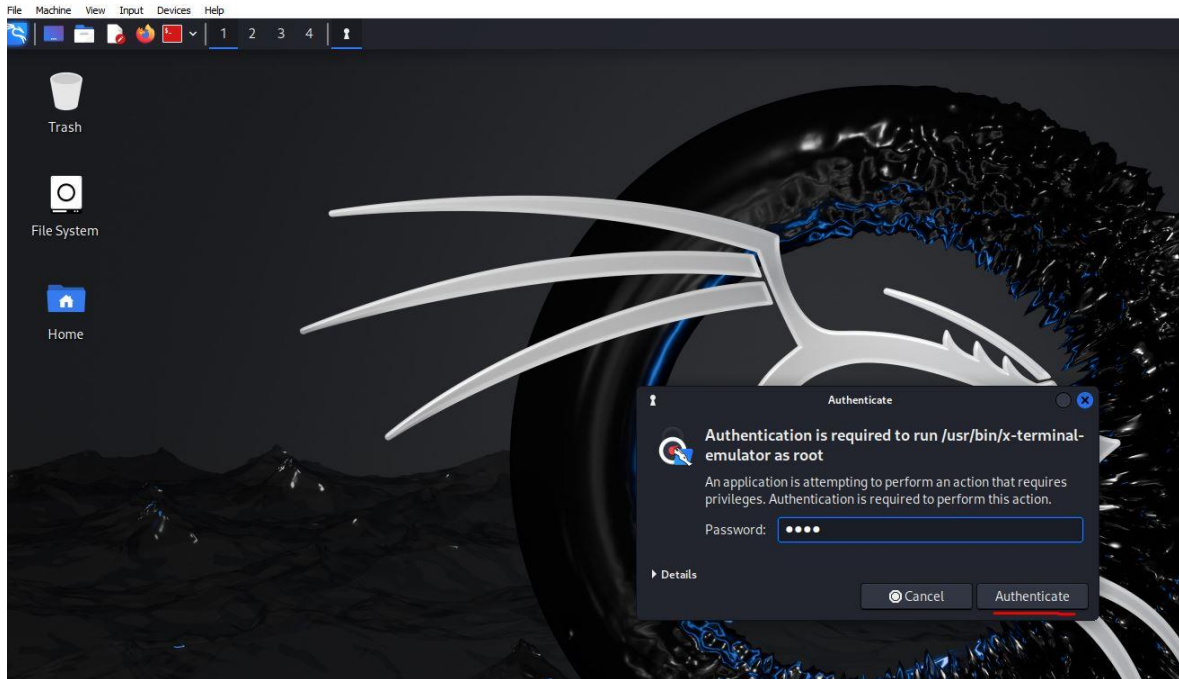 File Machine View Input Devices Help
1 2 3 4
Trash
File System
Home
Authenticate
Authentication is required to run /usr/bin/x-terminal-
emulator as root
An application is attempting to perform an action that requires
privileges. Authentication is required to perform this action.
Password: ••••
Details
Cancel Authenticate